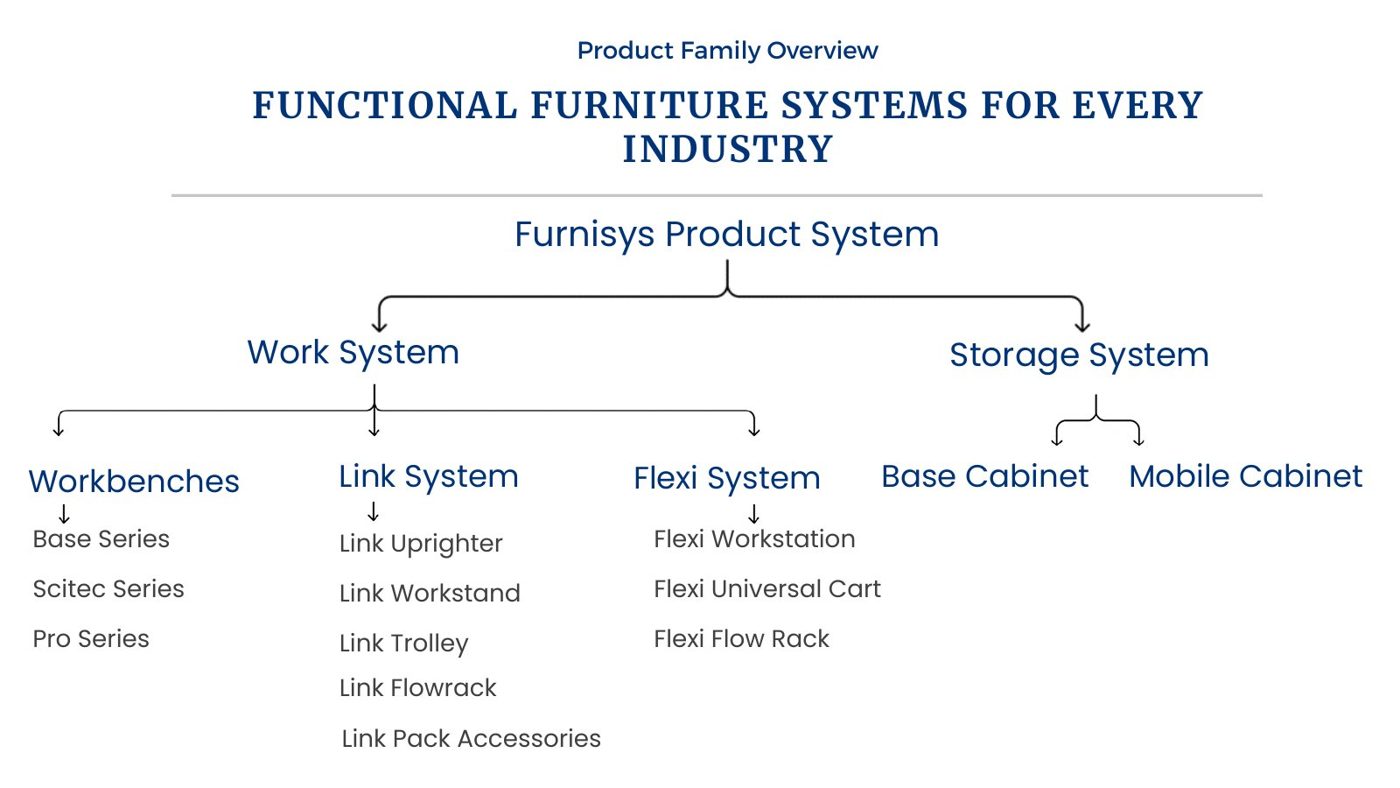 Product Family Overview
FUNCTIONAL FURNITURE SYSTEMS FOR EVERY
INDUSTRY
Furnisys Product System
Work System
Storage System
Workbenches
Link System
Flexi System
Base Cabinet
Mobile Cabinet
Base Series
Scitec Series
Pro Series
Link Uprighter
Link Workstand
Link Trolley
Link Flowrack
Link Pack Accessories
Flexi Workstation
Flexi Universal Cart
Flexi Flow Rack